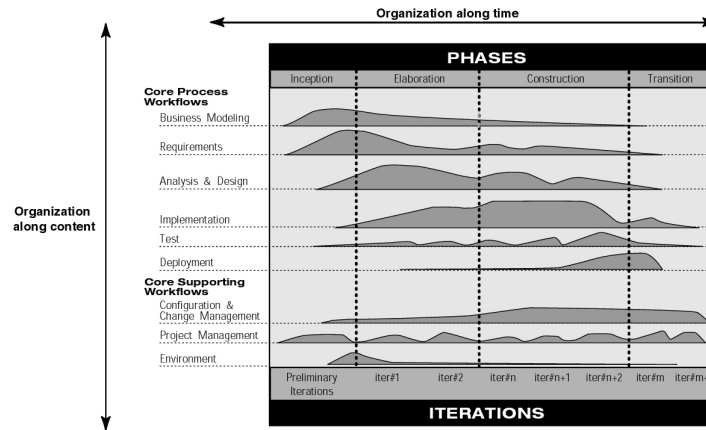 Organization along time
PHASES
Inception
Elaboration
Construction
Transition
Core Process
Workflows
Business Modeling
Requirements
Analysis & Design
Organization
along content
Implementation
Test
Deployment
Core Supporting
Workflows
Configuration &
Change Management
Project Management
Environment
Preliminary
Iterations
iter#1
iter#2
iter#n
iter#n+1
iter#n+2
iter#m
iter#m+
ITERATIONS